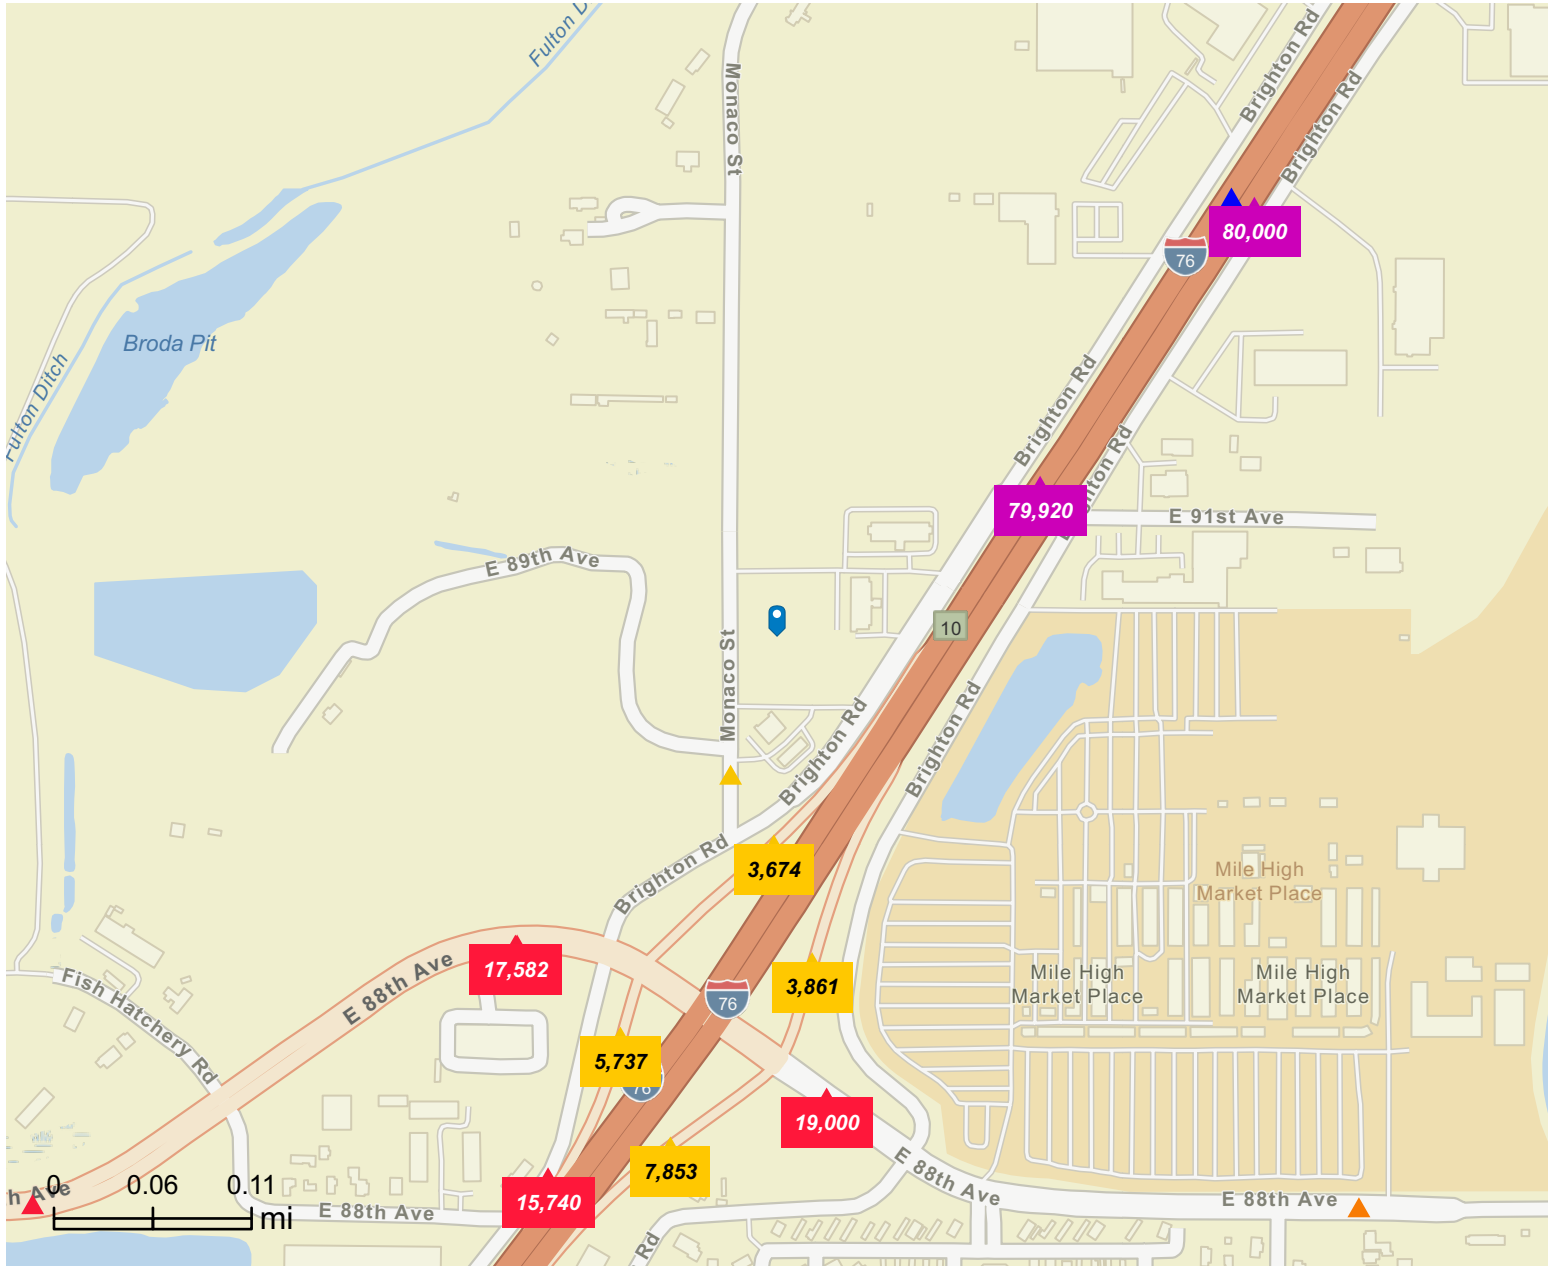 Fulton D
Brighton Rd
Monaco St
Brighton Rd
80,000
76
Broda Pit
Fulton Ditch
Brighton Rd
Brighton Rd
79,920
E 91st Ave
E 89th Ave
10
Monaco St
Brighton Rd
Brighton Rd
Brighton Rd
3,674
Mile High
Market Place
17,582
E 88th Ave
76
3,861
Mile High
Market Place
Mile High
Market Place
Fish Hatchery Rd
5,737
76
19,000
7,853
E 88th Ave
h Ave
0 0.06 0.11
mi
E 88th Ave
15,740
E 88th Ave
Rd